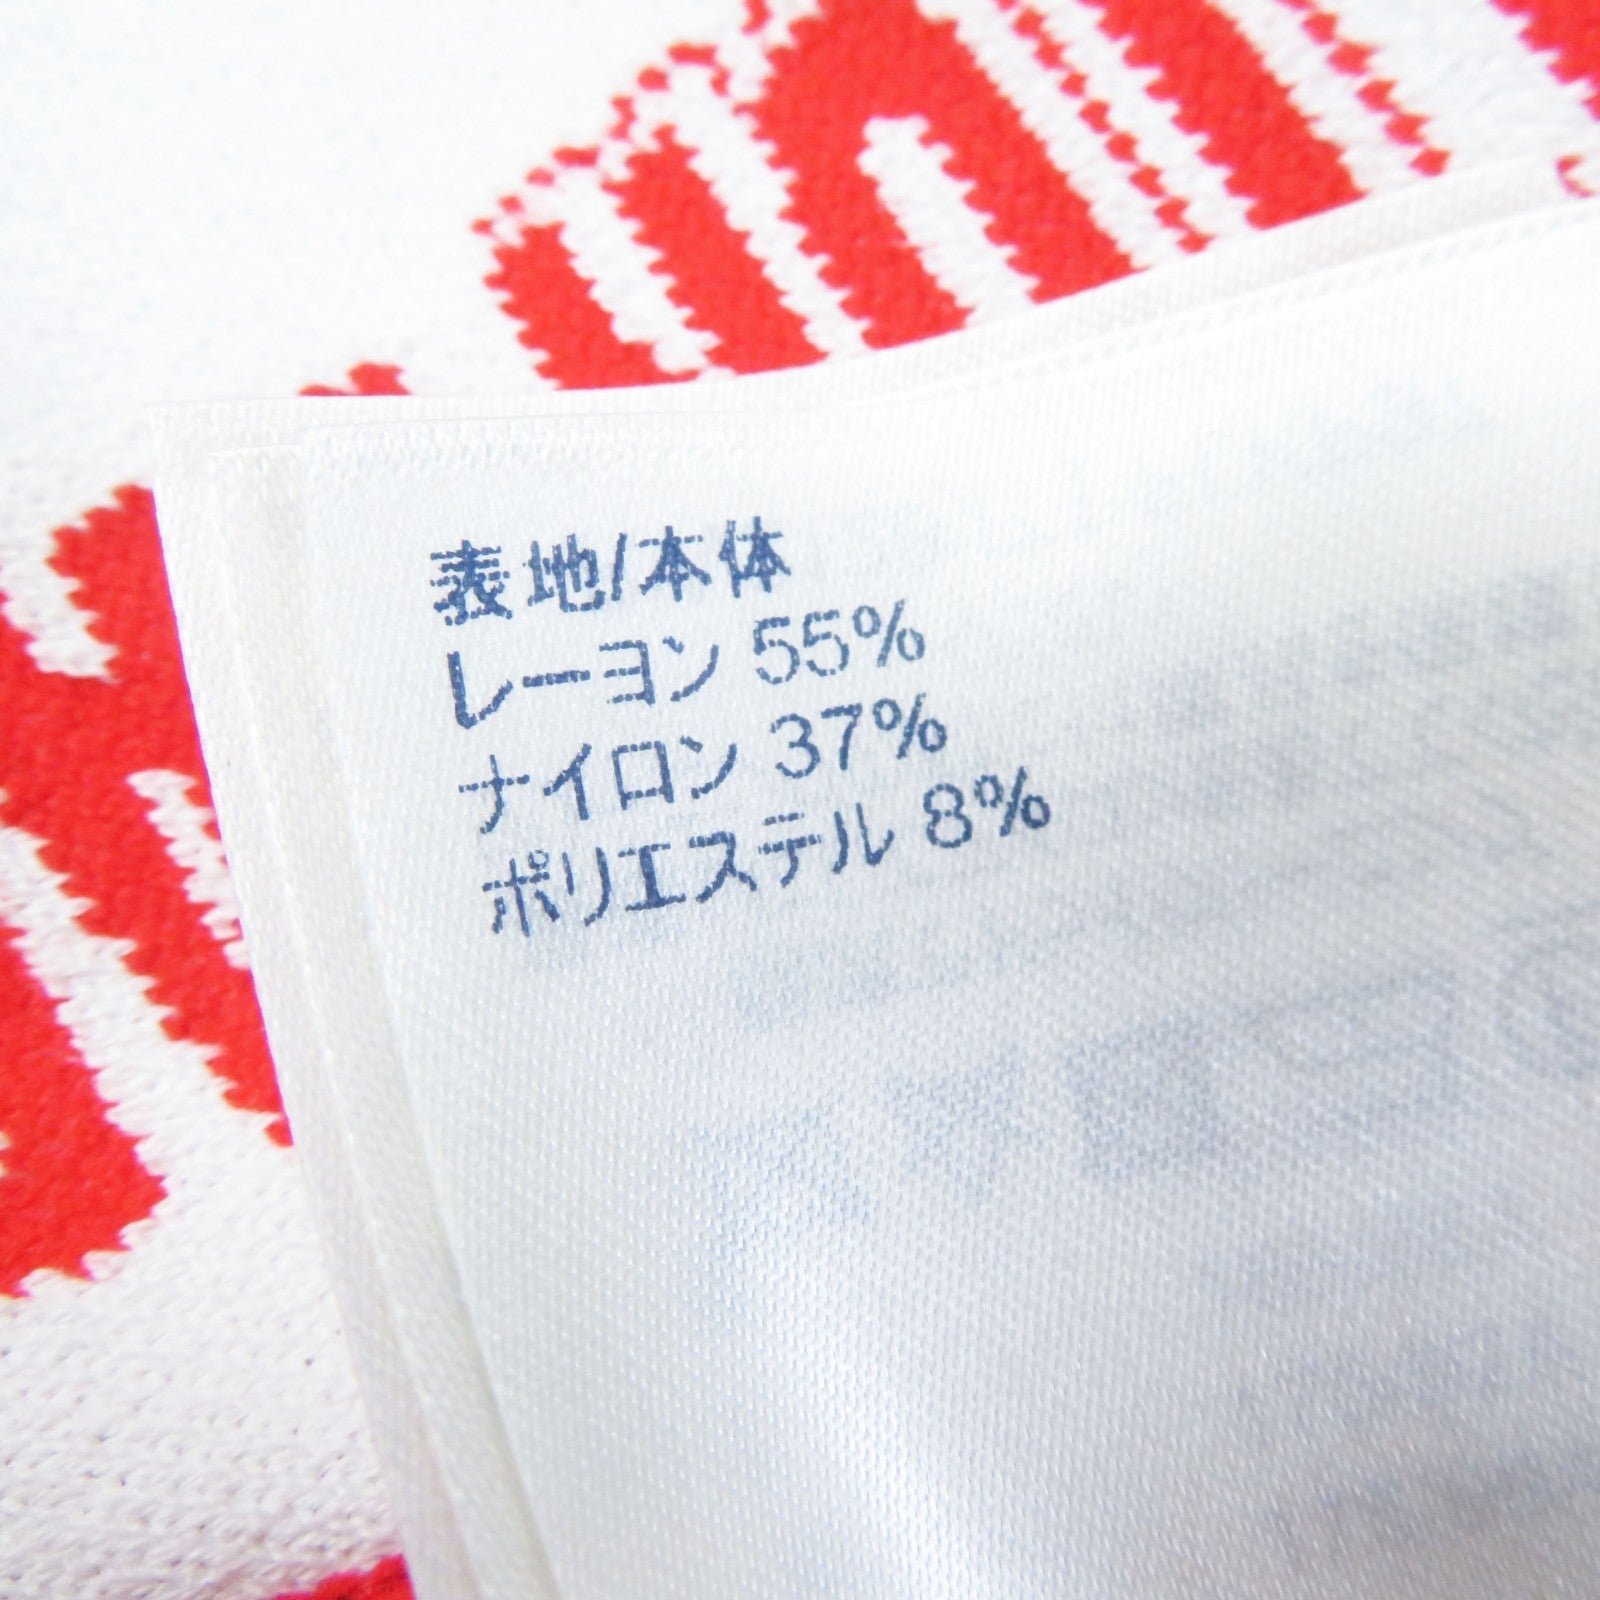 表地/本体
レーヨン 55%
ナイロン 37%
ポリエステル 8%